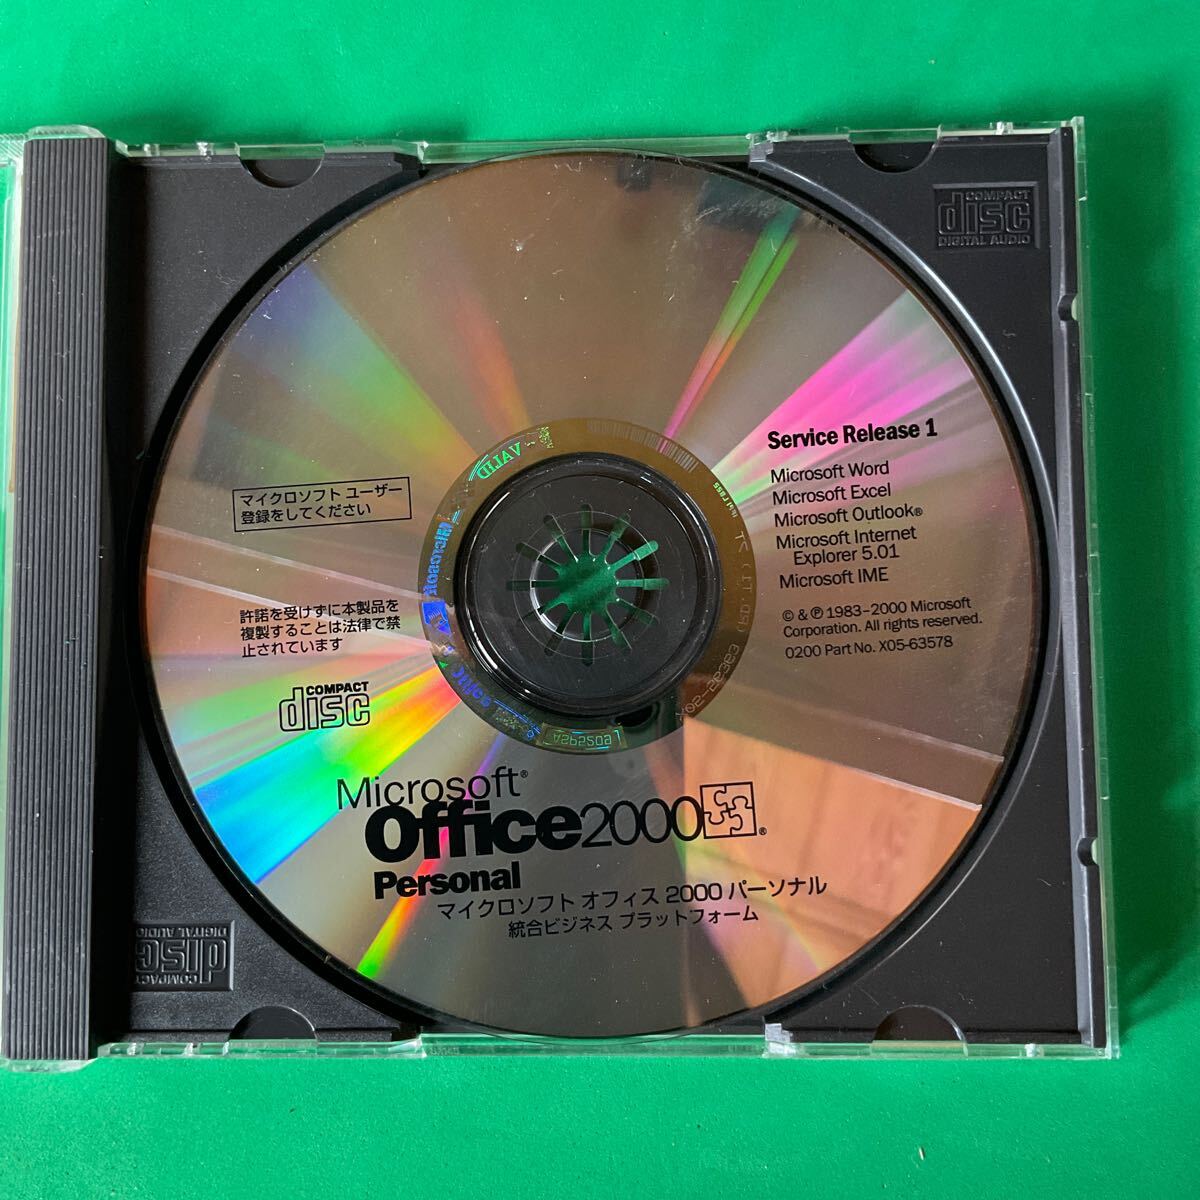 COMPACT
disc
DIGITAL AUDIO
Service Release 1
Microsoft Word
Microsoft Excel
Microsoft Outlook®
Microsoft Internet
Explorer 5.01
Microsoft IME
© & ℗ 1983-2000 Microsoft
Corporation. All rights reserved.
0200 Part No. X05-63578
マイクロソフト ユーザー
登録をしてください
許諾を受けずに本製品を
複製することは法律で禁
止されています
COMPACT
disc
VALID
Microsoft
Microsoft®
Office2000®
Personal
マイクロソフト オフィス 2000 パーソナル
統合ビジネス プラットフォーム
COMPACT
disc
DIGITAL AUDIO